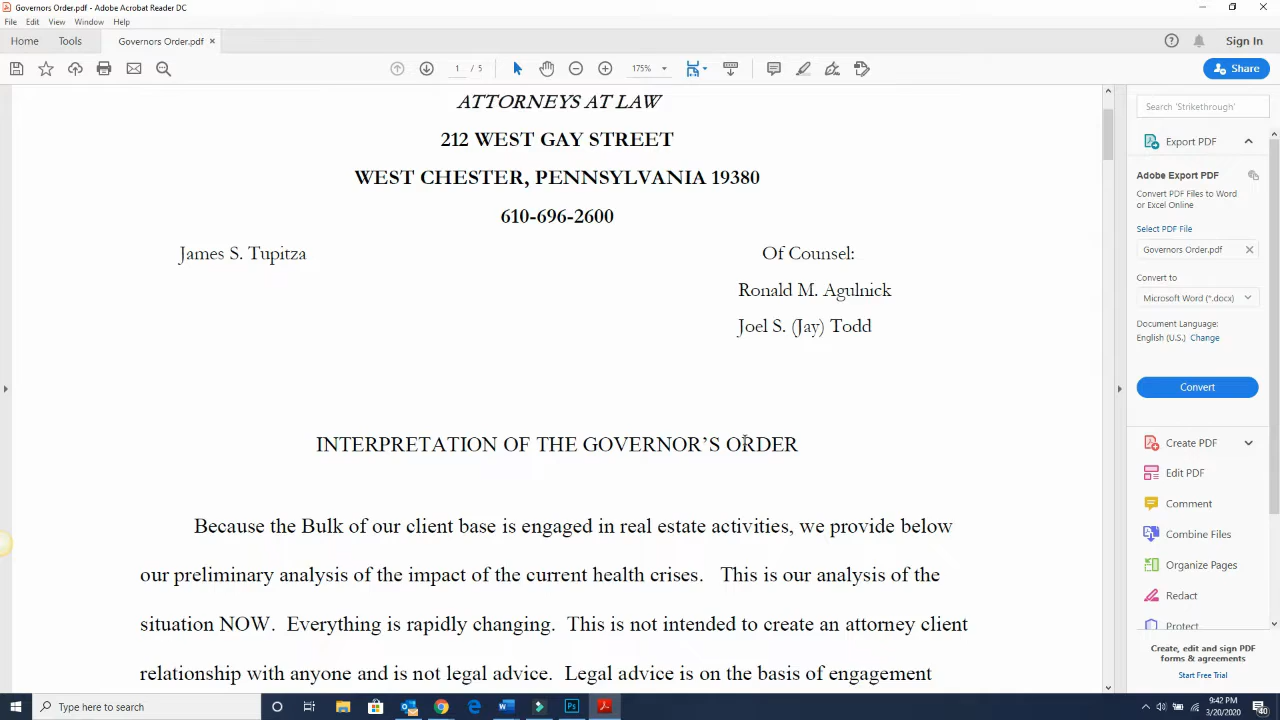 Governors Order.pdf - Adobe Acrobat Reader DC
File Edit View Window Help
Home Tools Governors Order.pdf × Sign In
1 / 5 175% Share
ATTORNEYS AT LAW
212 WEST GAY STREET
WEST CHESTER, PENNSYLVANIA 19380
610-696-2600
James S. Tupitza Of Counsel:
Ronald M. Agulnick
Joel S. (Jay) Todd
INTERPRETATION OF THE GOVERNOR'S ORDER
Because the Bulk of our client base is engaged in real estate activities, we provide below
our preliminary analysis of the impact of the current health crises. This is our analysis of the
situation NOW. Everything is rapidly changing. This is not intended to create an attorney client
relationship with anyone and is not legal advice. Legal advice is on the basis of engagement
Search 'Strikethrough'
Export PDF
Adobe Export PDF
Convert PDF Files to Word
or Excel Online
Select PDF File
Governors Order.pdf
Convert to
Microsoft Word (*.docx)
Document Language:
English (U.S.) Change
Convert
Create PDF
Edit PDF
Comment
Combine Files
Organize Pages
Redact
Protect
Create, edit and sign PDF
forms & agreements
Start Free Trial
Type here to search
9:42 PM
3/20/2020
40